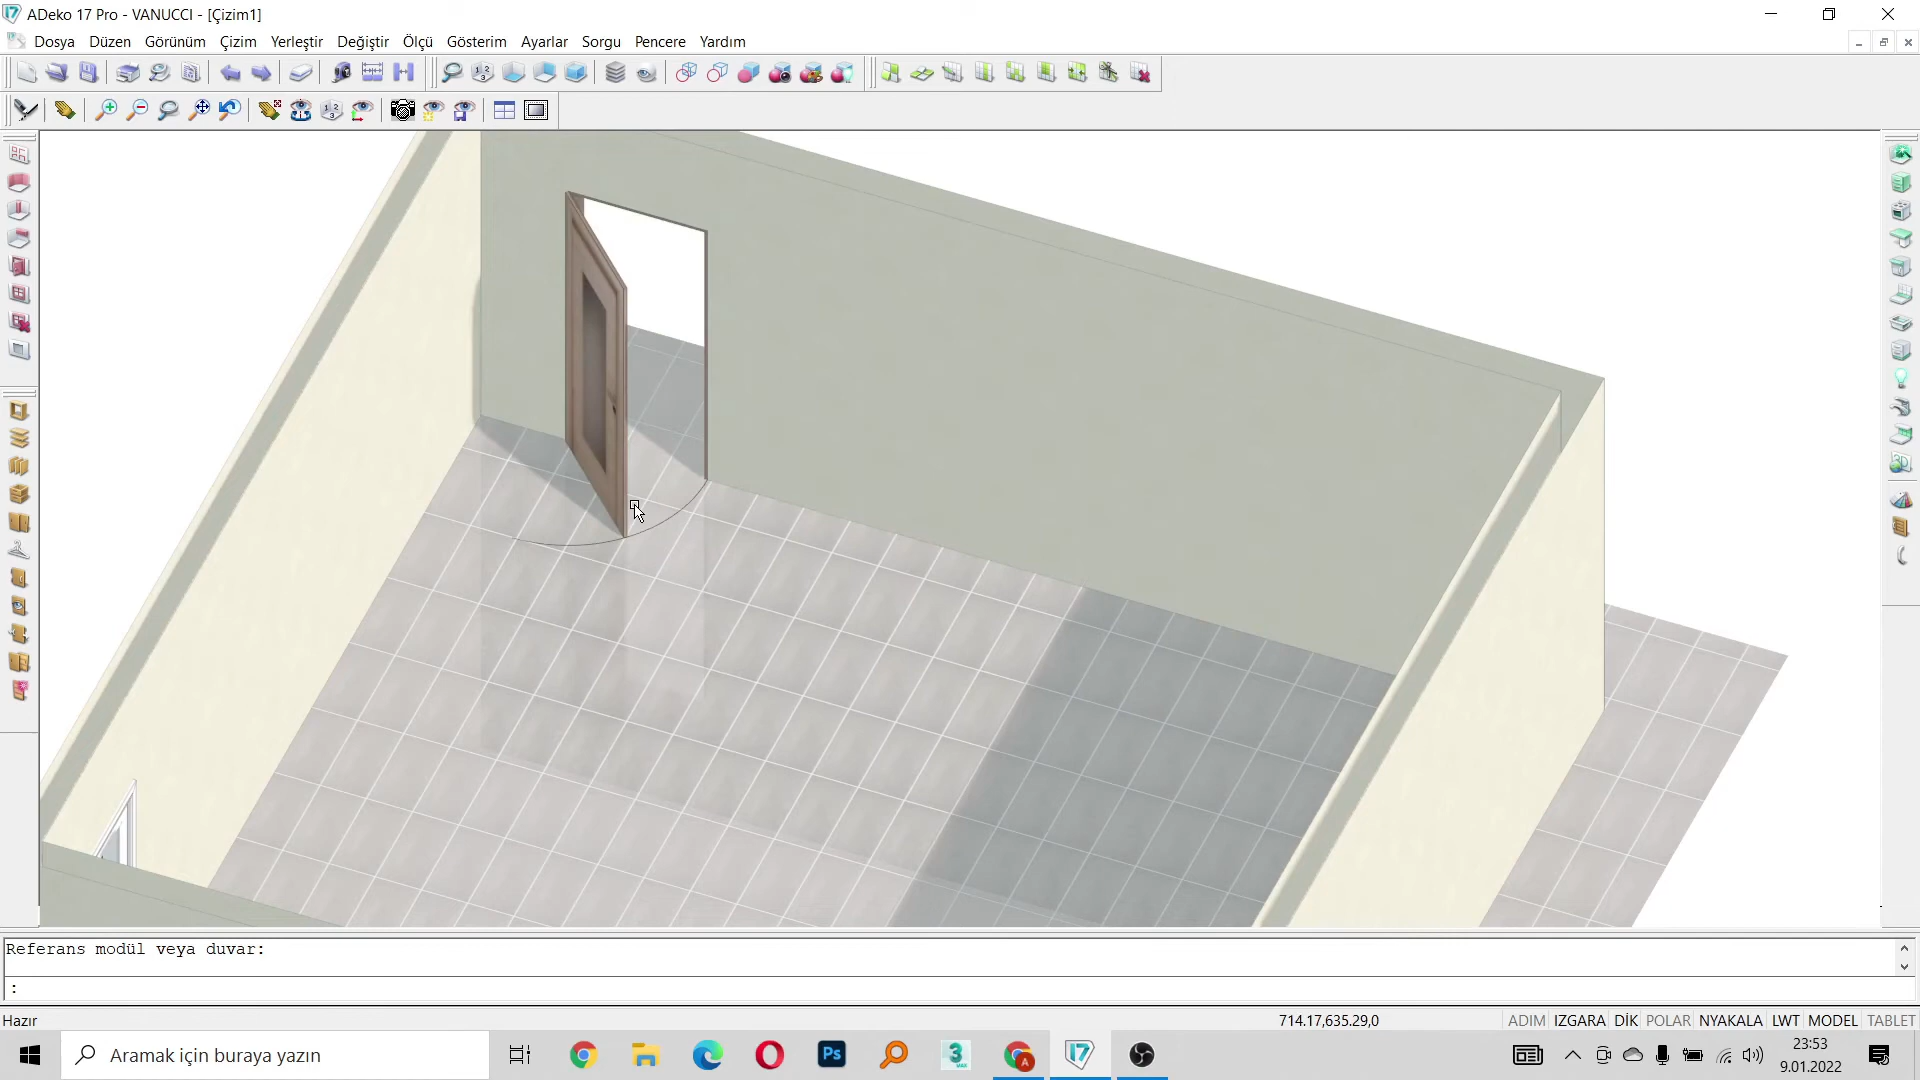 ADeko 17 Pro - VANUCCI - [Çizim1]
Dosya Düzen Görünüm Çizim Yerleştir Değiştir Ölçü Gösterim Ayarlar Sorgu Pencere Yardım
Referans modül veya duvar:
:
Hazır 714.17,635.29,0 ADIM IZGARA DİK POLAR NYAKALA LWT MODEL TABLET
Aramak için buraya yazın
Ps
3
A
23:53
9.01.2022